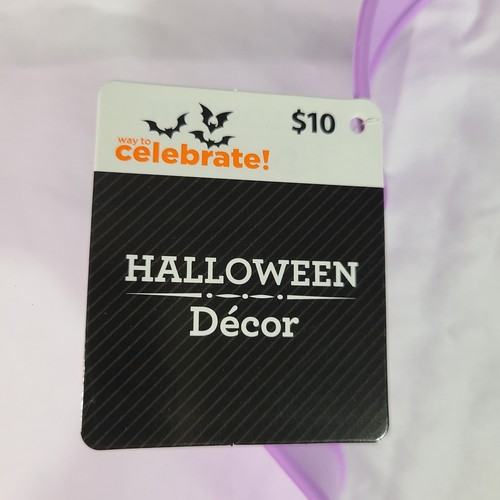 way to
celebrate!
$10
HALLOWEEN
Décor